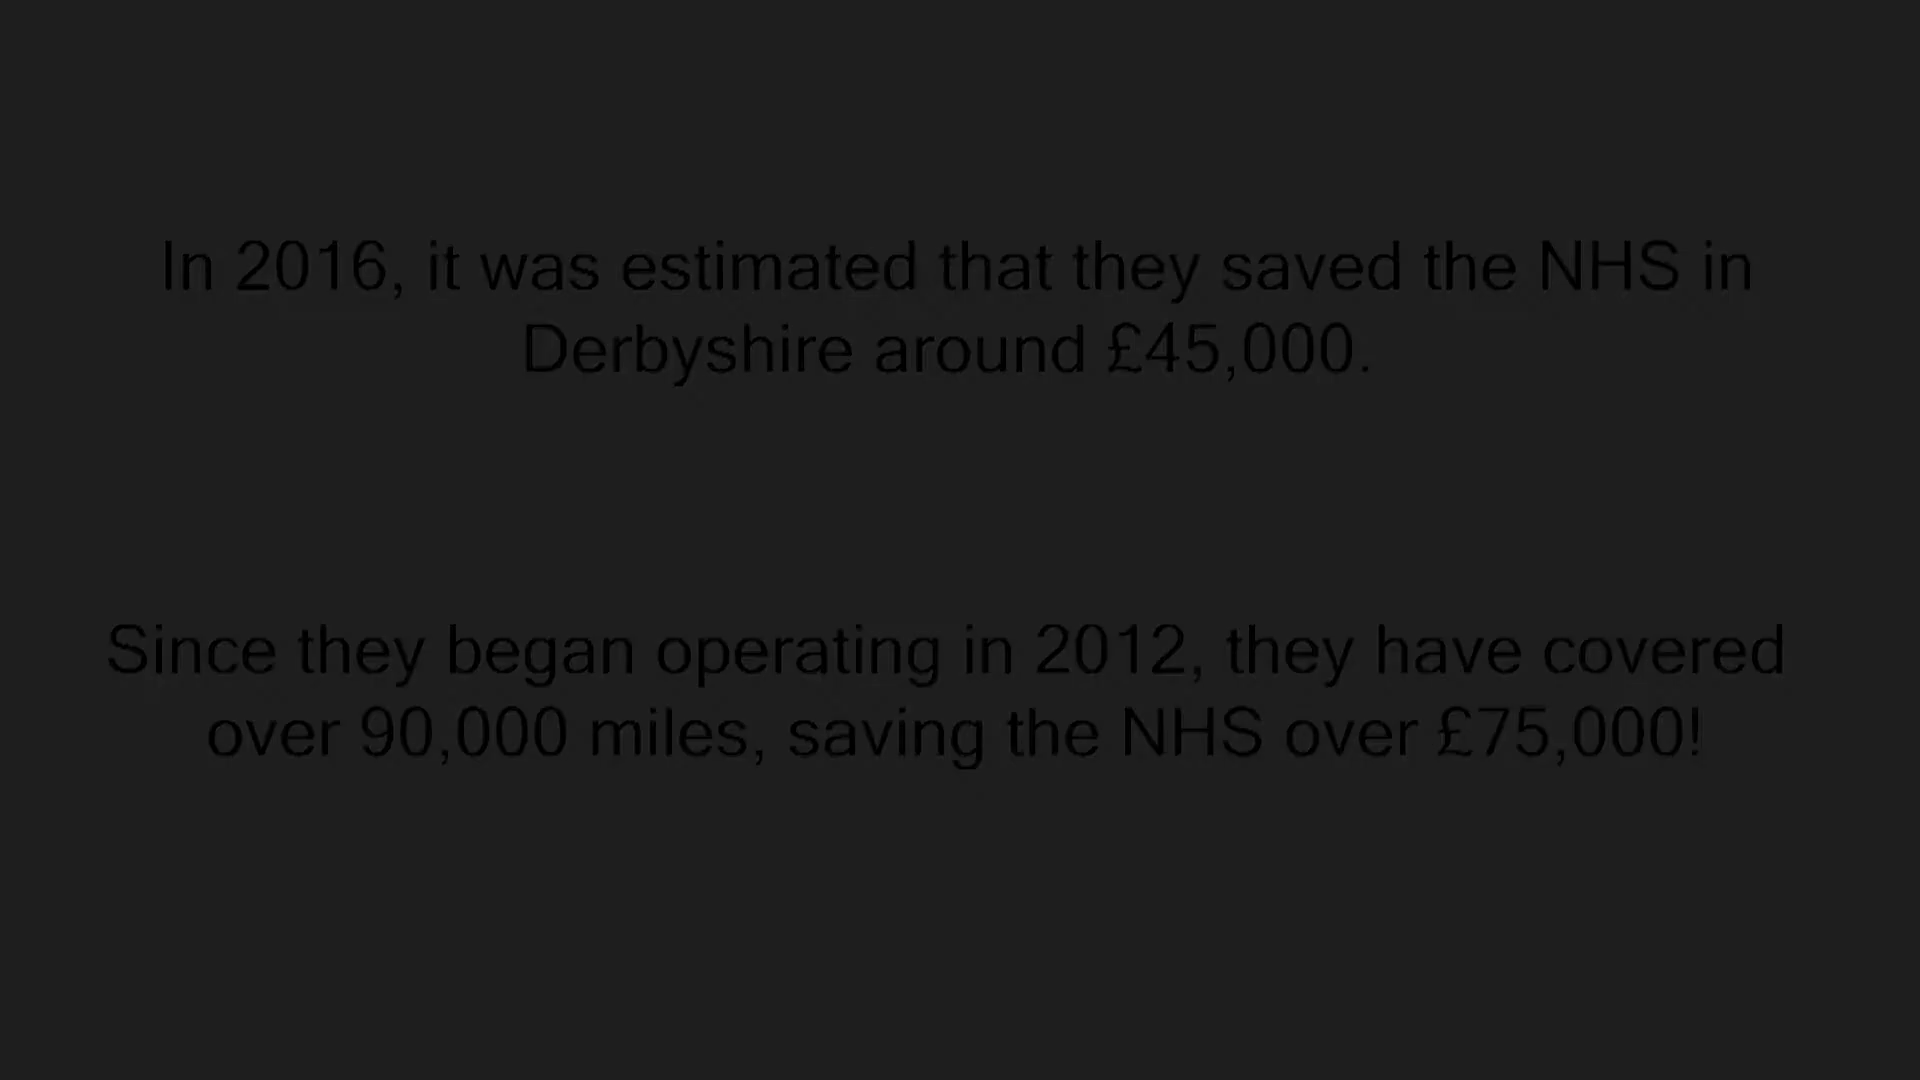 In 2016, it was estimated that they saved the NHS in
Derbyshire around £45,000.
Since they began operating in 2012, they have covered
over 90,000 miles, saving the NHS over £75,000!